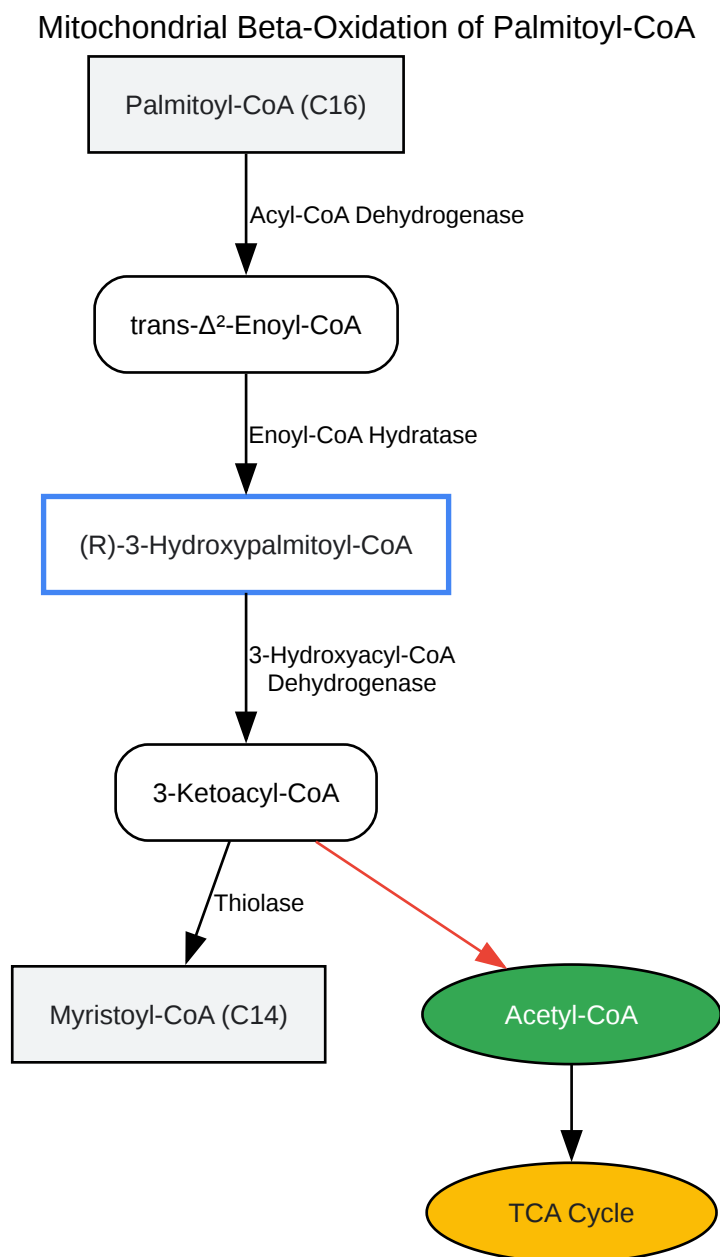 Mitochondrial Beta-Oxidation of Palmitoyl-CoA
Palmitoyl-CoA (C16)
Acyl-CoA Dehydrogenase
trans-Δ²-Enoyl-CoA
Enoyl-CoA Hydratase
(R)-3-Hydroxypalmitoyl-CoA
3-Hydroxyacyl-CoA
Dehydrogenase
3-Ketoacyl-CoA
Thiolase
Myristoyl-CoA (C14)
Acetyl-CoA
TCA Cycle